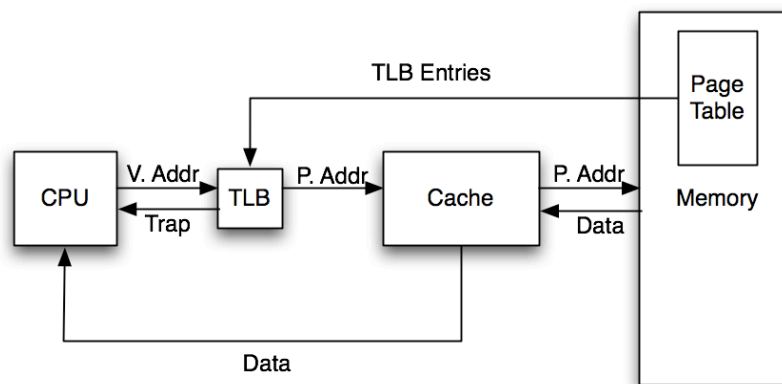 TLB Entries
Page
Table
V. Addr
P. Addr
P. Addr
CPU
TLB
Cache
Memory
Trap
Data
Data